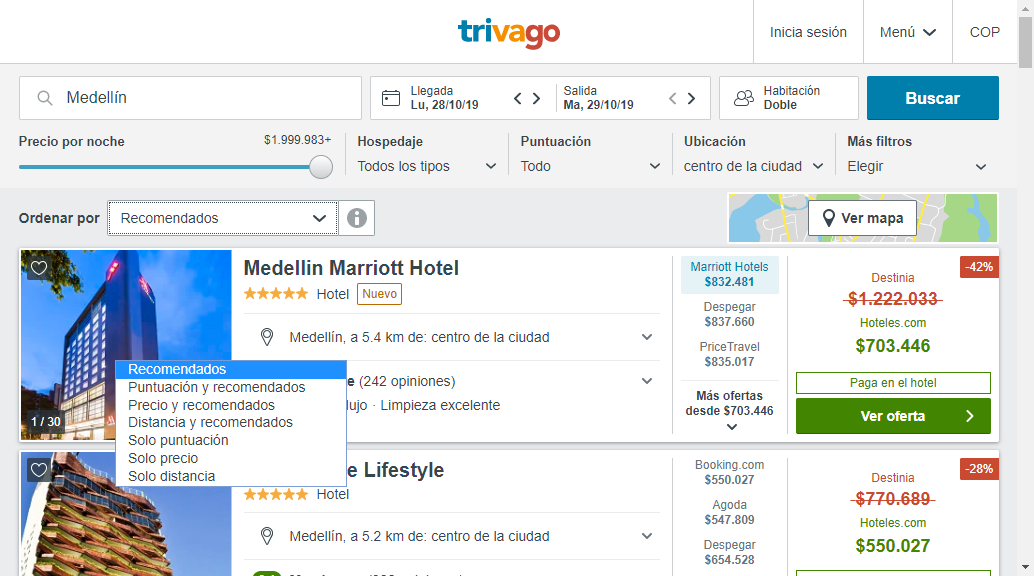 trivago
Inicia sesión
Menú
COP
Medellín
Llegada
Lu, 28/10/19
Salida
Ma, 29/10/19
Habitación
Doble
Buscar
Precio por noche
$1.999.983+
Hospedaje
Todos los tipos
Puntuación
Todo
Ubicación
centro de la ciudad
Más filtros
Elegir
Ordenar por
Recomendados
Ver mapa
Recomendados
Puntuación y recomendados
Precio y recomendados
Distancia y recomendados
Solo puntuación
Solo precio
Solo distancia
1 / 30
Medellin Marriott Hotel
Hotel
Nuevo
Medellín, a 5.4 km de: centro de la ciudad
(242 opiniones)
· Limpieza excelente
Marriott Hotels
$832.481
Despegar
$837.660
PriceTravel
$835.017
Más ofertas
desde $703.446
-42%
Destinia
$1.222.033
Hoteles.com
$703.446
Paga en el hotel
Ver oferta
Lifestyle
Hotel
Medellín, a 5.2 km de: centro de la ciudad
Booking.com
$550.027
Agoda
$547.809
Despegar
$654.528
-28%
Destinia
$770.689
Hoteles.com
$550.027